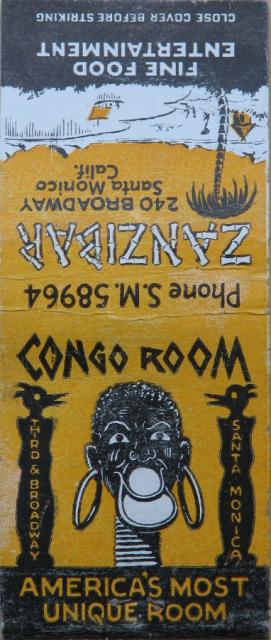 CONGO ROOM
THIRD & BROADWAY
SANTA MONICA
AMERICA'S MOST
UNIQUE ROOM
Phone S.M. 58964
ZANZIBAR
240 BROADWAY
Santa Monica
Calif.
FINE FOOD
ENTERTAINMENT
CLOSE COVER BEFORE STRIKING